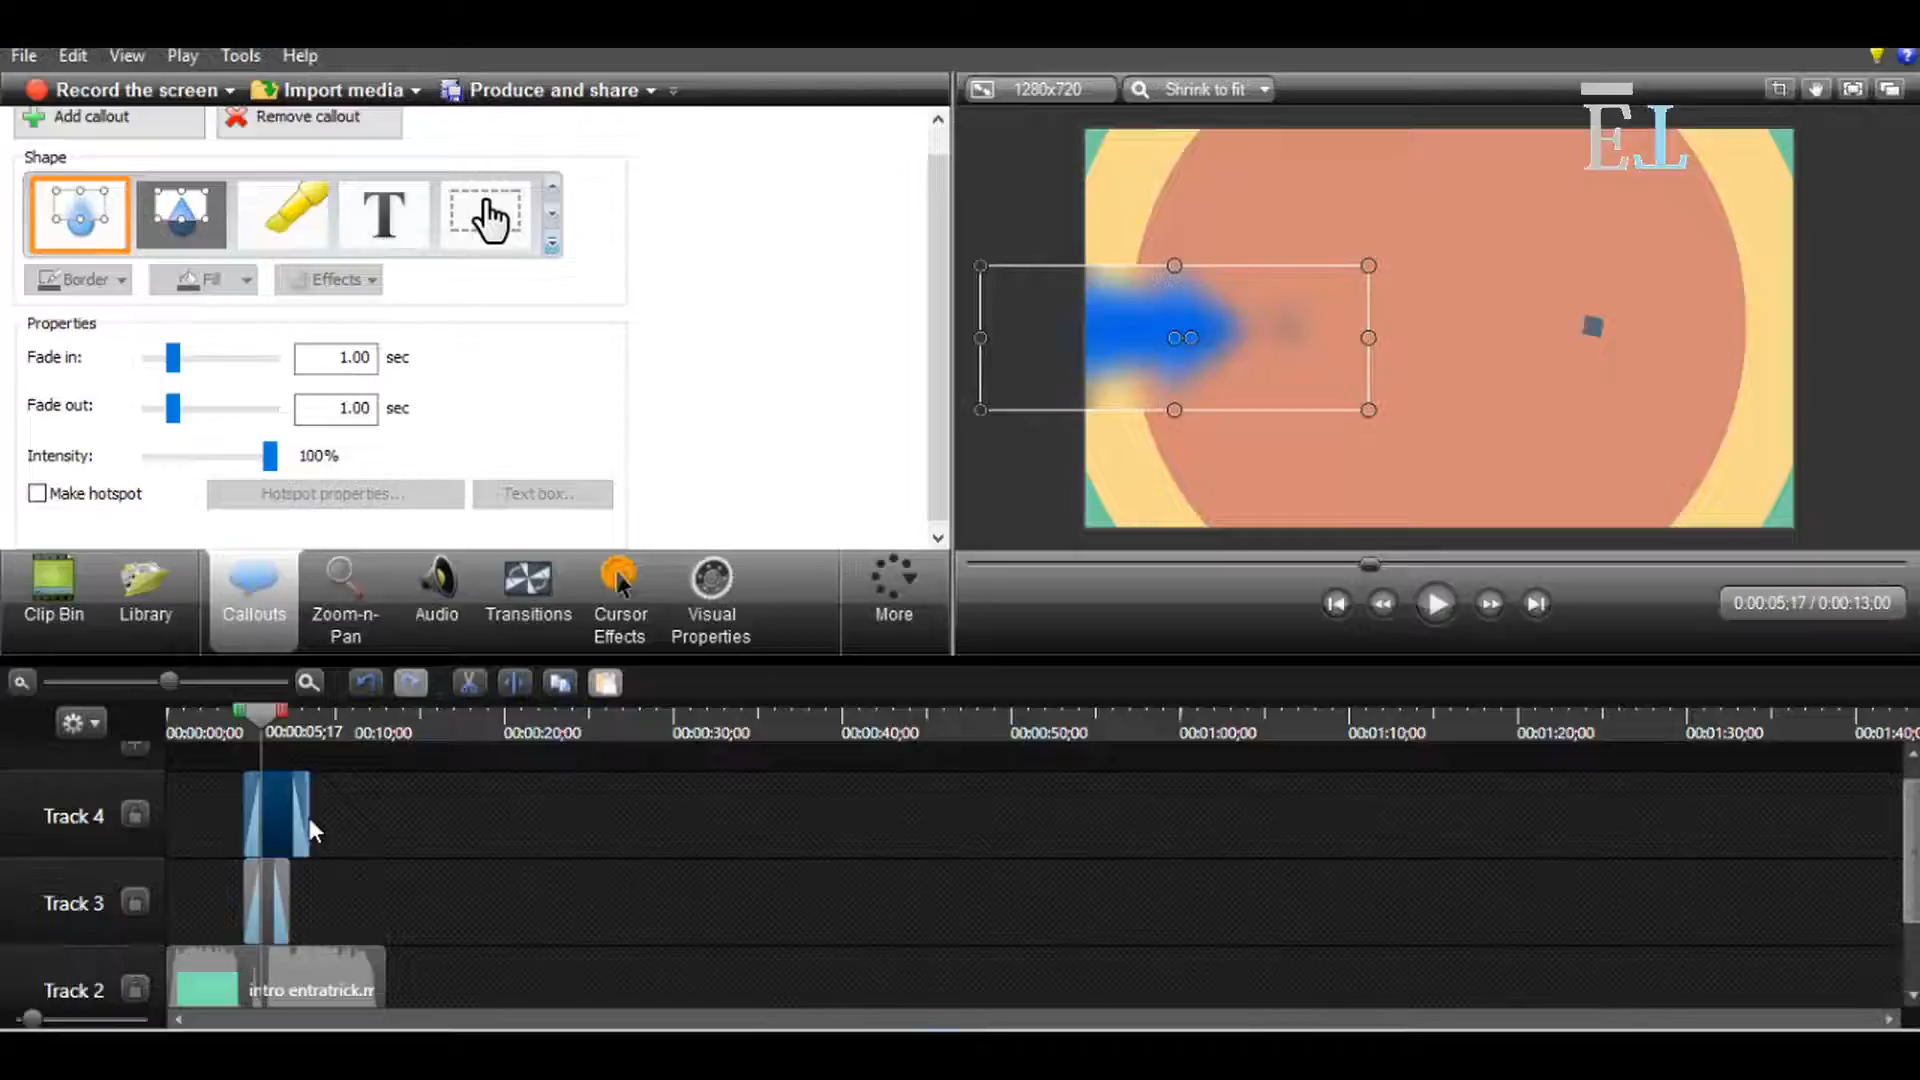 File Edit View Play Tools Help
Record the screen Import media Produce and share
1280x720 Shrink to fit
ET
Add callout Remove callout
Shape
T
Border Fill Effects
Properties
Fade in: 1.00 sec
Fade out: 1.00 sec
Intensity: 100%
Make hotspot Hotspot properties... Text box...
Clip Bin Library Callouts Zoom-n-Pan Audio Transitions Cursor Effects Visual Properties More
0:00:05;17 / 0:00:13;00
00:00:00;00 00:00:05;17 00:10;00 00:00:20;00 00:00:30;00 00:00:40;00 00:00:50;00 00:01:00;00 00:01:10;00 00:01:20;00 00:01:30;00 00:01:40;
Track 4
Track 3
Track 2 intro entratrick.m